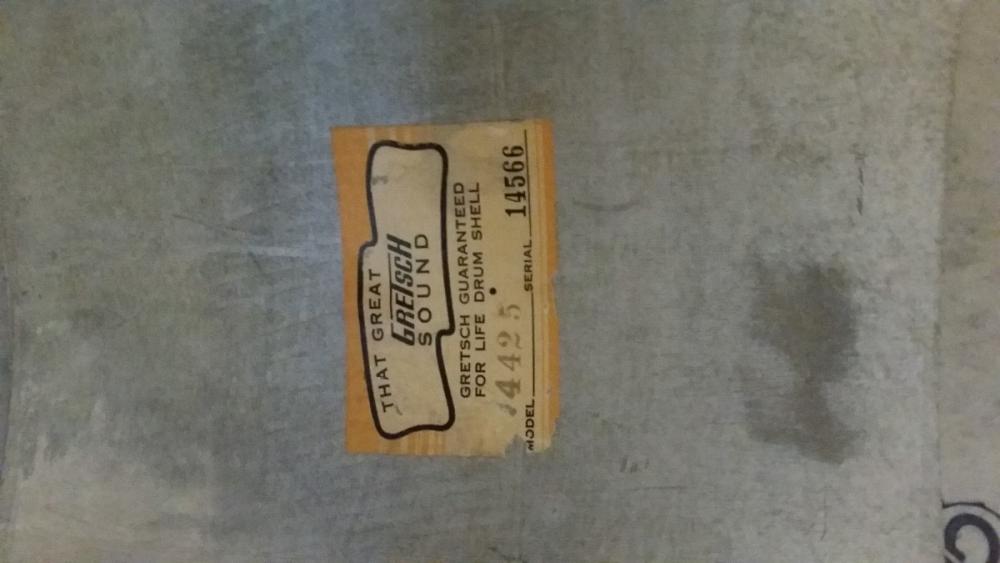 THAT GREAT
GRETSCH
SOUND
GRETSCH GUARANTEED
FOR LIFE DRUM SHELL
MODEL 4425 SERIAL 14566